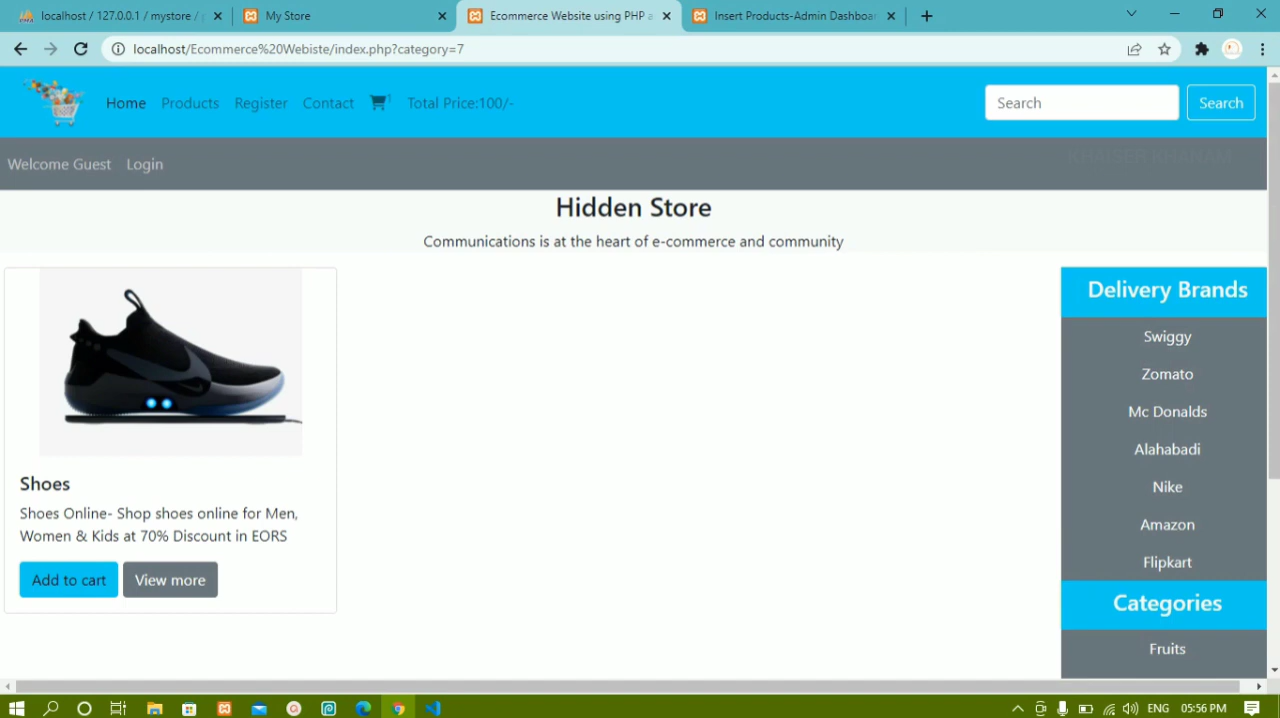 localhost / 127.0.0.1 / mystore / p
My Store
Ecommerce Website using PHP a
Insert Products-Admin Dashboar
localhost/Ecommerce%20Webiste/index.php?category=7
Home Products Register Contact 1 Total Price:100/-
Search Search
Welcome Guest Login
KHAISER KHANAM
Hidden Store
Communications is at the heart of e-commerce and community
Shoes
Shoes Online- Shop shoes online for Men,
Women & Kids at 70% Discount in EORS
Add to cart View more
Delivery Brands
Swiggy
Zomato
Mc Donalds
Alahabadi
Nike
Amazon
Flipkart
Categories
Fruits
ENG 05:56 PM